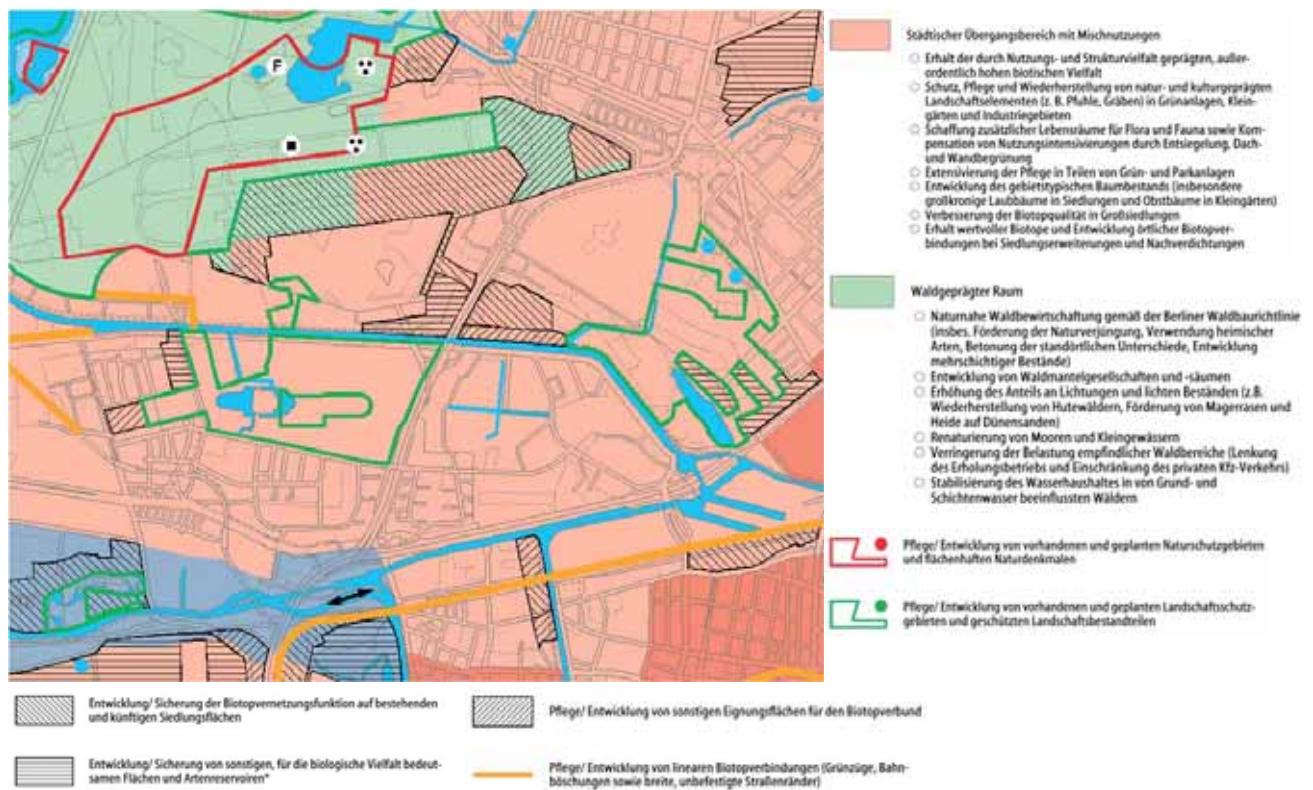 F
Städtischer Übergangsbereich mit Mischnutzungen
Erhalt der durch Nutzungs- und Strukturvielfalt geprägten, außer-
ordentlich hohen biotischen Vielfalt
Schutz, Pflege und Wiederherstellung von natur- und kulturgeprägten
Landschaftselementen (z. B. Pfuhle, Gräben) in Grünanlagen, Klein-
gärten und Industriegebieten
Schaffung zusätzlicher Lebensräume für Flora und Fauna sowie Kom-
pensation von Nutzungsintensivierungen durch Entsiegelung, Dach-
und Wandbegrünung
Extensivierung der Pflege in Teilen von Grün- und Parkanlagen
Entwicklung des gebietstypischen Baumbestands (insbesondere
großkronige Laubbäume in Siedlungen und Obstbäume in Kleingärten)
Verbesserung der Biotopqualität in Großsiedlungen
Erhalt wertvoller Biotope und Entwicklung örtlicher Biotopver-
bindungen bei Siedlungserweiterungen und Nachverdichtungen
Waldgeprägter Raum
Naturnahe Waldbewirtschaftung gemäß der Berliner Waldbaurichtlinie
(insbes. Förderung der Naturverjüngung, Verwendung heimischer
Arten, Betonung der standörtlichen Unterschiede, Entwicklung
mehrschichtiger Bestände)
Entwicklung von Waldmantelgesellschaften und -säumen
Erhöhung des Anteils an Lichtungen und lichten Beständen (z.B.
Wiederherstellung von Hutewäldern, Förderung von Magerrasen und
Heide auf Dünensanden)
Renaturierung von Mooren und Kleingewässern
Verringerung der Belastung empfindlicher Waldbereiche (Lenkung
des Erholungsbetriebs und Einschränkung des privaten Kfz-Verkehrs)
Stabilisierung des Wasserhaushaltes in von Grund- und
Schichtenwasser beeinflussten Wäldern
Pflege/ Entwicklung von vorhandenen und geplanten Naturschutzgebieten
und flächenhaften Naturdenkmalen
Pflege/ Entwicklung von vorhandenen und geplanten Landschaftsschutz-
gebieten und geschützten Landschaftsbestandteilen
Entwicklung/ Sicherung der Biotopvernetzungsfunktion auf bestehenden
und künftigen Siedlungsflächen
Pflege/ Entwicklung von sonstigen Eignungsflächen für den Biotopverbund
Entwicklung/ Sicherung von sonstigen, für die biologische Vielfalt bedeut-
samen Flächen und Artenreservoiren*
Pflege/ Entwicklung von linearen Biotopverbindungen (Grünzüge, Bahn-
böschungen sowie breite, unbefestigte Straßenränder)